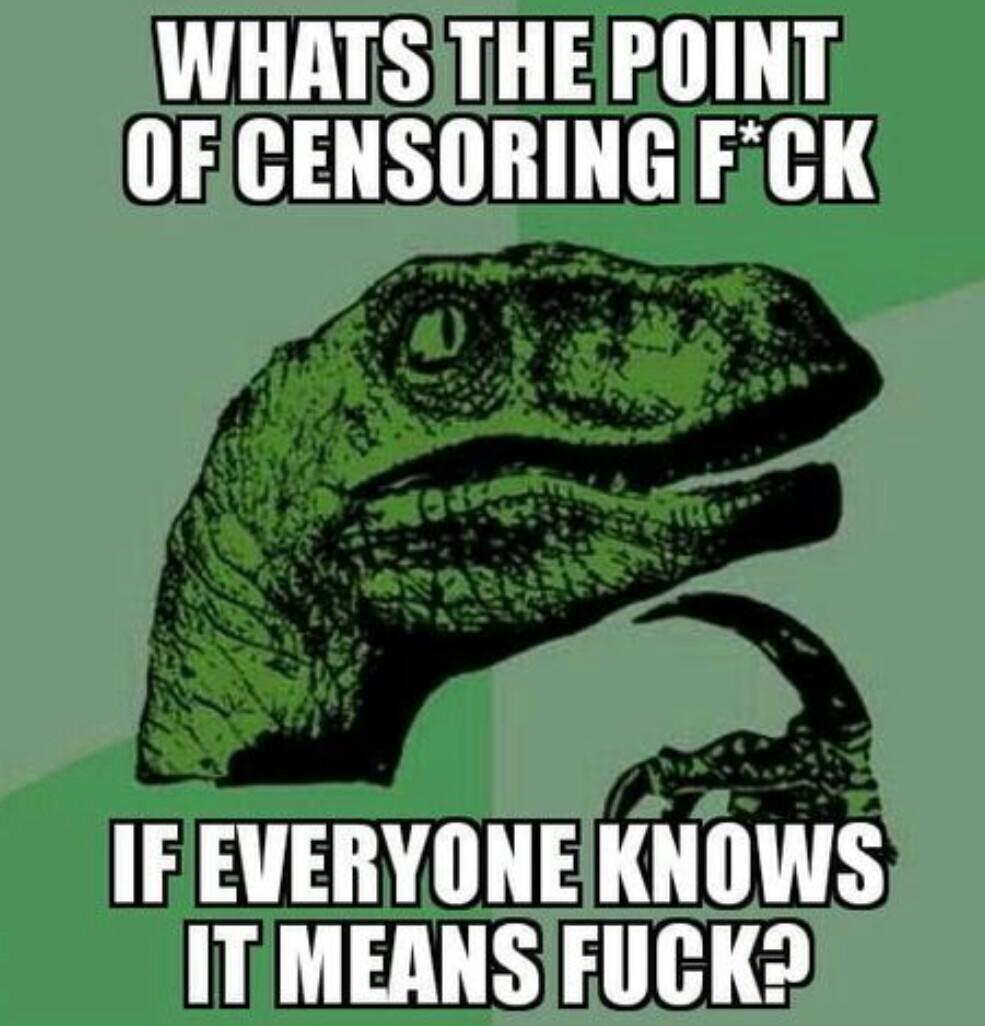 WHATS THE POINT
OF CENSORING F*CK
IF EVERYONE KNOWS
IT MEANS FUCK?